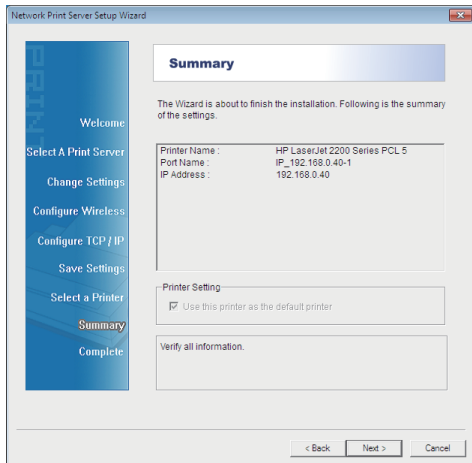 Network Print Server Setup Wizard
PRINT
Welcome
Select A Print Server
Change Settings
Configure Wireless
Configure TCP / IP
Save Settings
Select a Printer
Summary
Complete
Summary
The Wizard is about to finish the installation. Following is the summary
of the settings.
Printer Name : HP LaserJet 2200 Series PCL 5
Port Name : IP_192.168.0.40-1
IP Address : 192.168.0.40
Printer Setting
Use this printer as the default printer
Verify all information.
< Back
Next >
Cancel